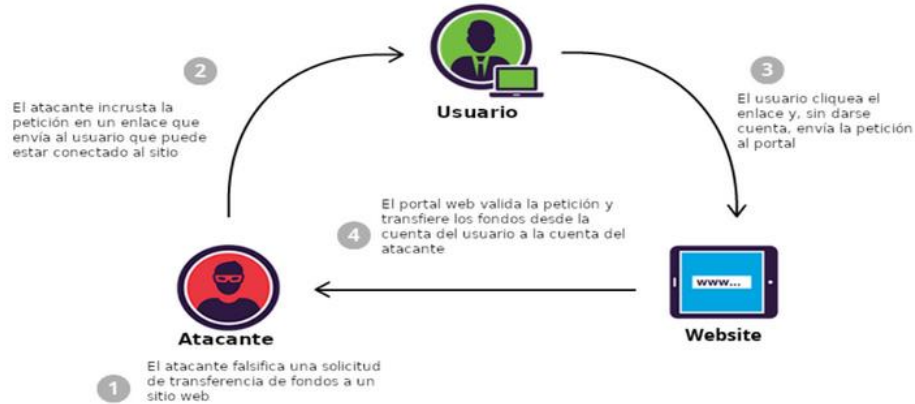 2
El atacante incrusta la
petición en un enlace que
envía al usuario que puede
estar conectado al sitio
Usuario
3
El usuario cliquea el
enlace y, sin darse
cuenta, envía la petición
al portal
4
El portal web valida la petición y
transfiere los fondos desde la
cuenta del usuario a la cuenta del
atacante
www...
Atacante
Website
1
El atacante falsifica una solicitud
de transferencia de fondos a un
sitio web